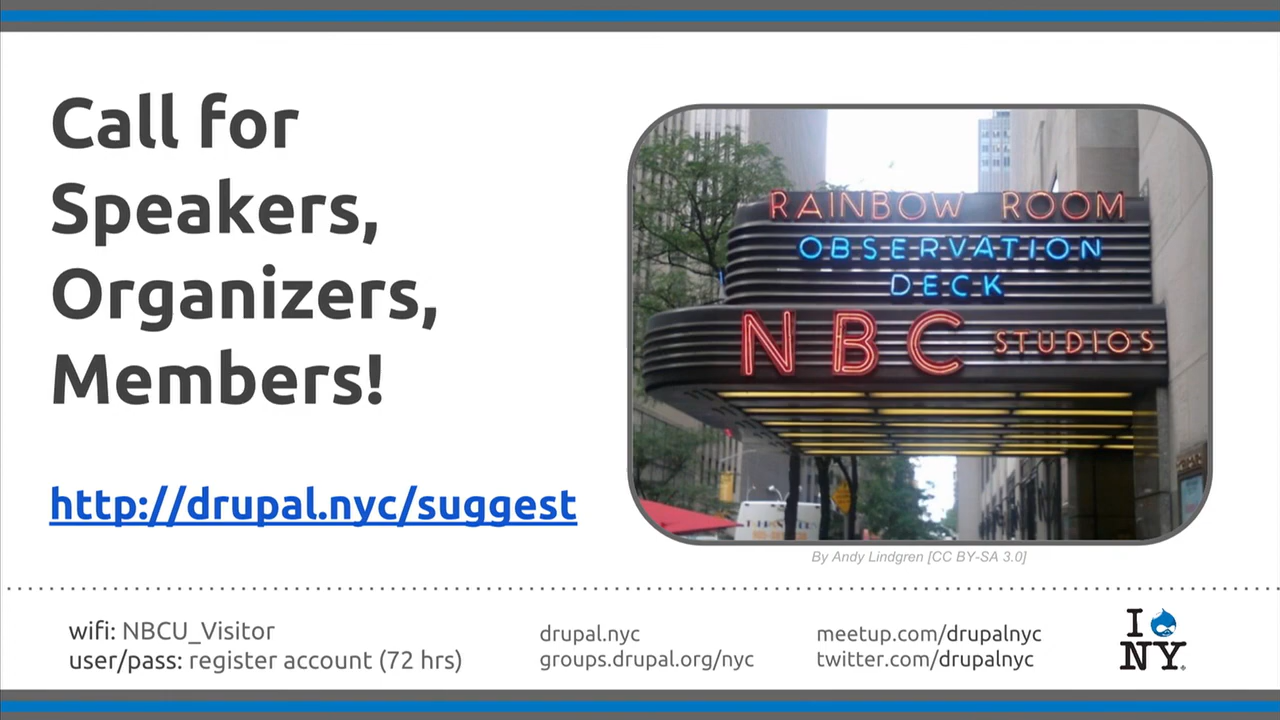 Call for
Speakers,
Organizers,
Members!
http://drupal.nyc/suggest
RAINBOW ROOM
OBSERVATION
DECK
NBC STUDIOS
By Andy Lindgren [CC BY-SA 3.0]
wifi: NBCU_Visitor
user/pass: register account (72 hrs)
drupal.nyc
groups.drupal.org/nyc
meetup.com/drupalnyc
twitter.com/drupalnyc
I
NY